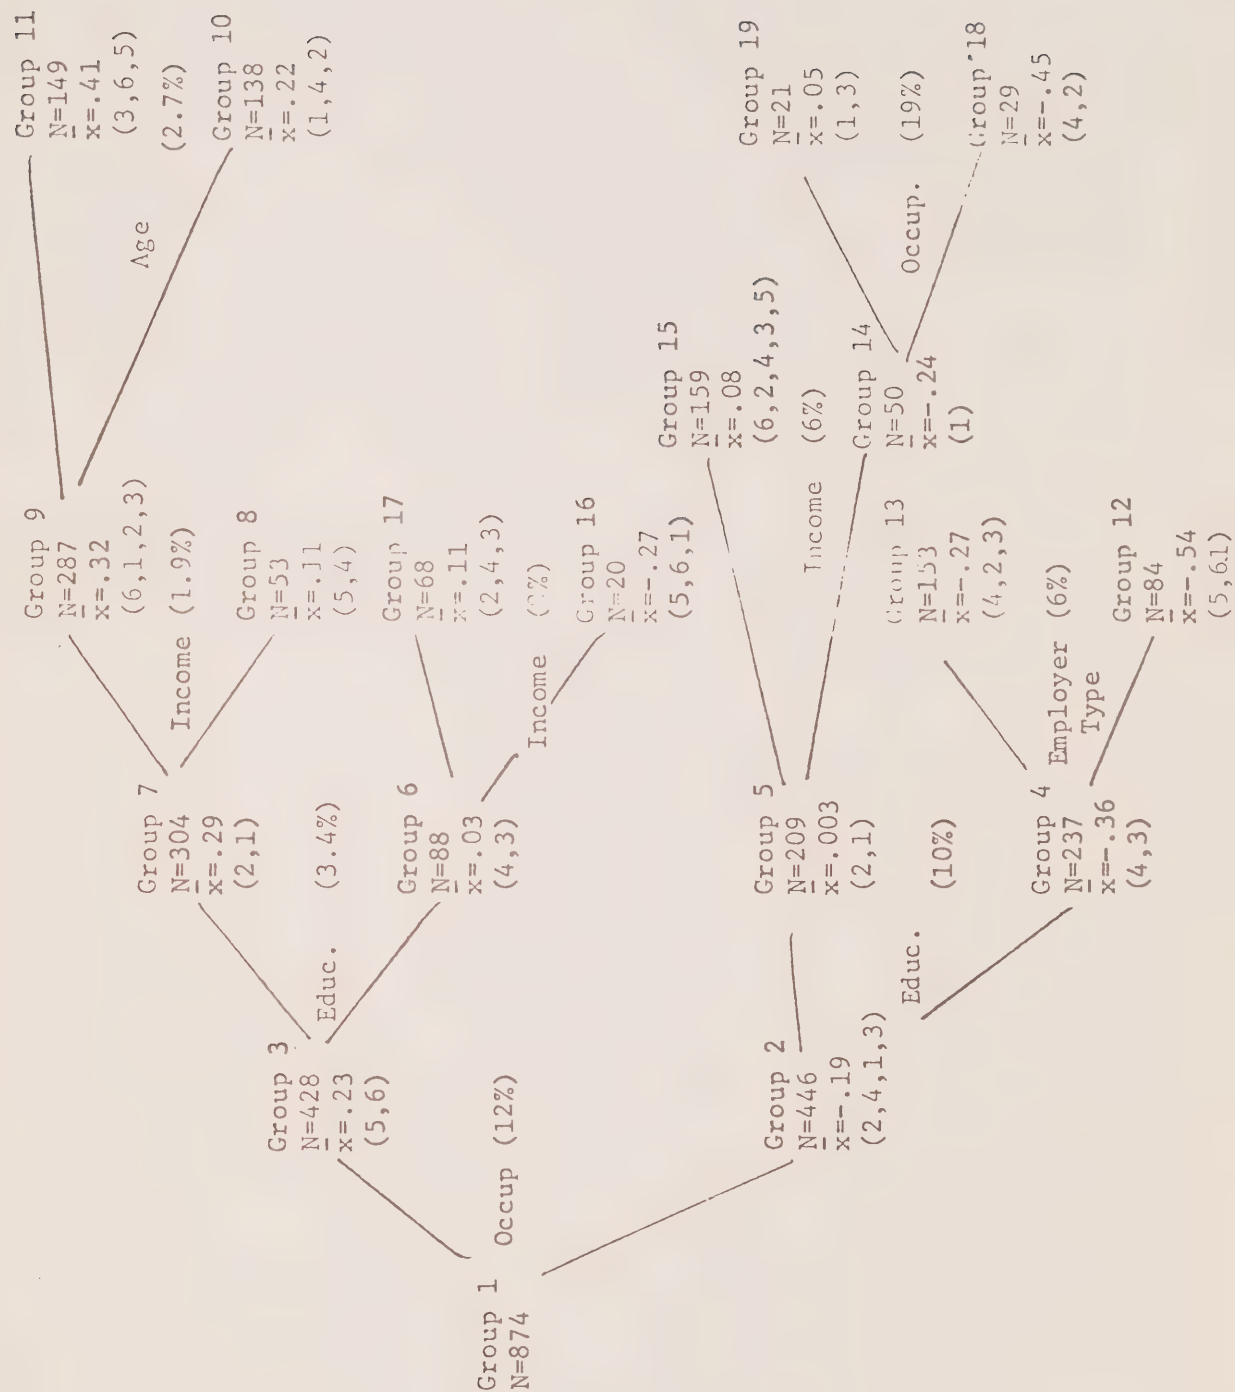 Group 11
N=149
x=.41
(3,6,5)
(2.7%)
Group 10
N=138
x=.22
(1,4,2)
Age
Group 9
N=287
x=.32
(6,1,2,3)
Income (1.9%)
Group 8
N=53
x=.11
(5,4)
Group 7
N=304
x=.29
(2,1)
(3.4%)
Educ.
Group 6
N=88
x=.03
(4,3)
Group 17
N=68
x=.11
(2,4,3)
Income
Group 16
N=20
x=-.27
(5,6,1)
Group 3
N=428
x=.23
(5,6)
Group 1
N=874
Occup (12%)
Group 2
N=446
x=-.19
(2,4,1,3)
Educ.
(10%)
Group 5
N=209
x=.003
(2,1)
Group 15
N=159
x=.08
(6,2,4,3,5)
Income (6%)
Group 14
N=50
x=-.24
(1)
Group 19
N=21
x=.05
(1,3)
Occup. (19%)
Group 18
N=29
x=-.45
(4,2)
Group 4
N=237
x=-.36
(4,3)
Group 13
N=153
x=-.27
(4,2,3)
Employer (6%)
Type
Group 12
N=84
x=-.54
(5,6.1)